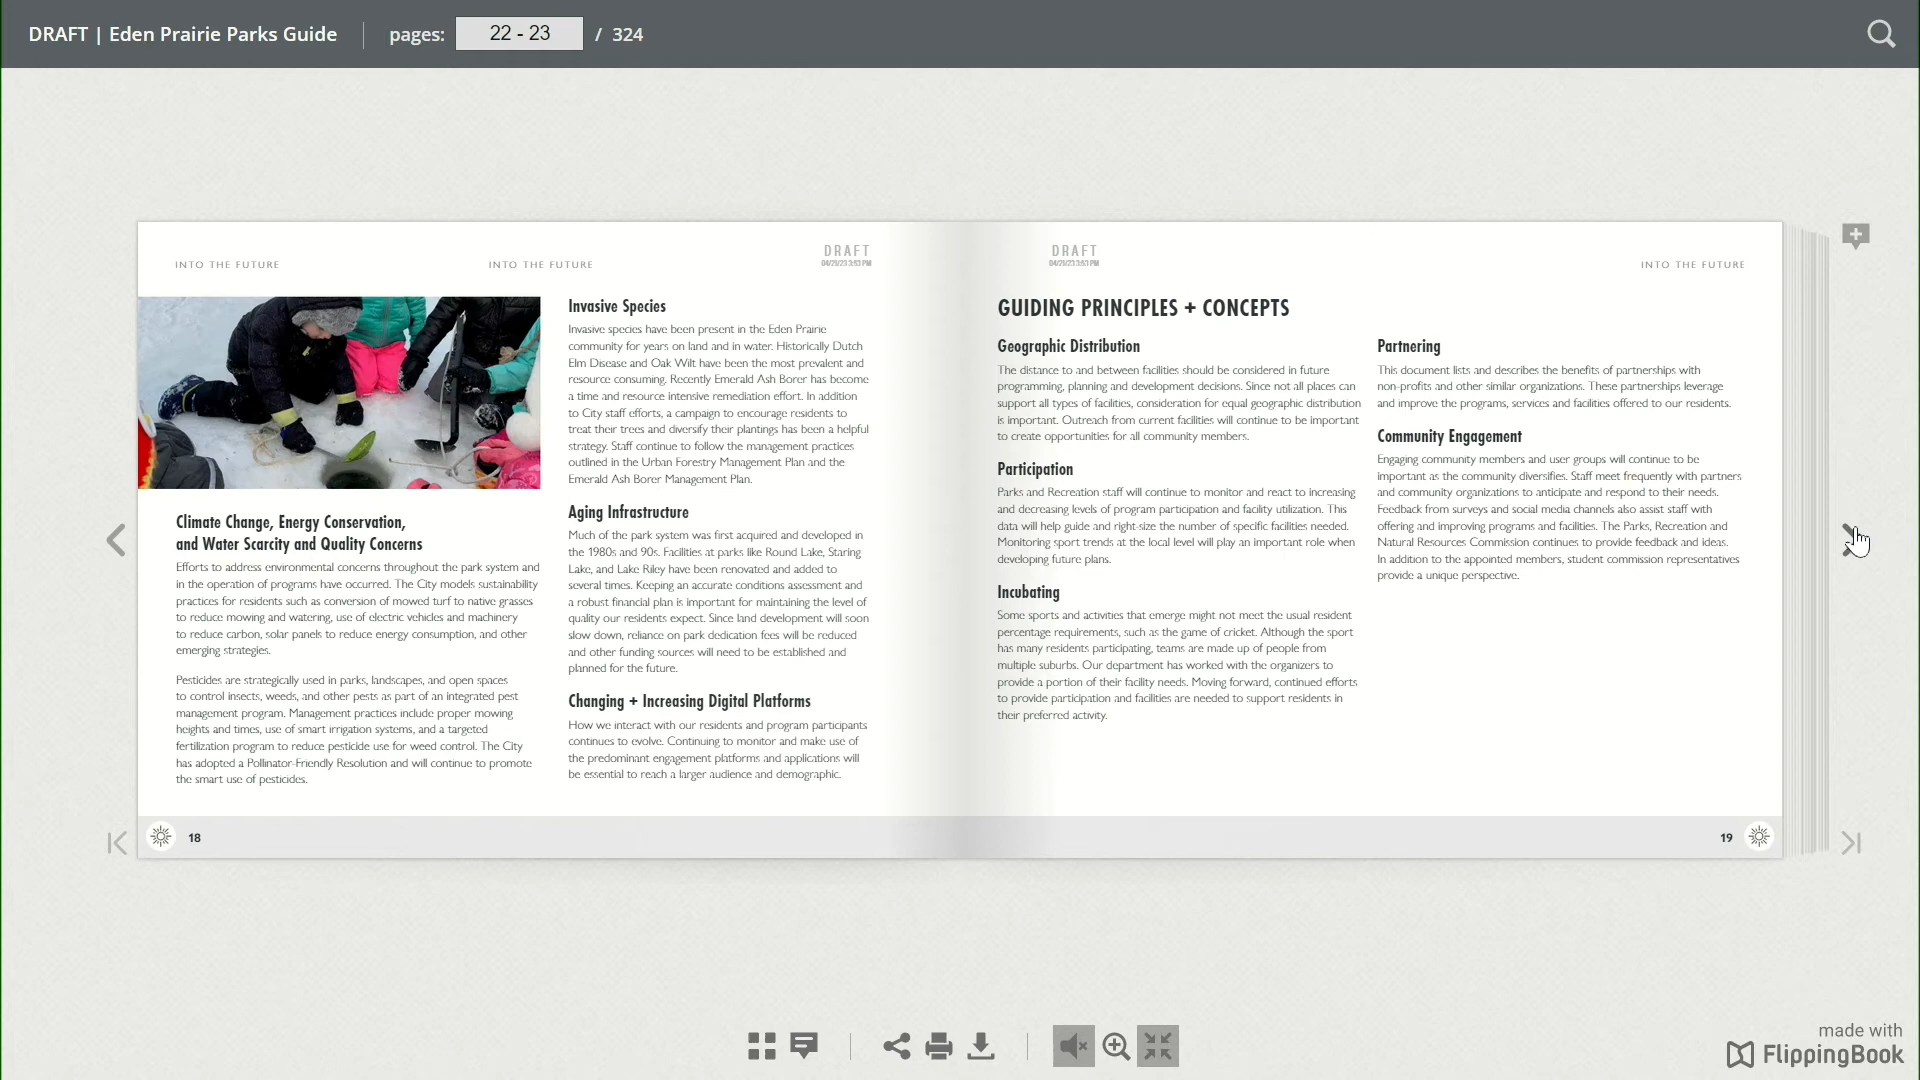 DRAFT | Eden Prairie Parks Guide
pages:
22 - 23
/ 324
INTO THE FUTURE
INTO THE FUTURE
DRAFT
04/21/23 3:53 PM
Climate Change, Energy Conservation,
and Water Scarcity and Quality Concerns
Efforts to address environmental concerns throughout the park system and
in the operation of programs have occurred. The City models sustainability
practices for residents such as conversion of mowed turf to native grasses
to reduce mowing and watering, use of electric vehicles and machinery
to reduce carbon, solar panels to reduce energy consumption, and other
emerging strategies.
Pesticides are strategically used in parks, landscapes, and open spaces
to control insects, weeds, and other pests as part of an integrated pest
management program. Management practices include proper mowing
heights and times, use of smart irrigation systems, and a targeted
fertilization program to reduce pesticide use for weed control. The City
has adopted a Pollinator-Friendly Resolution and will continue to promote
the smart use of pesticides.
Invasive Species
Invasive species have been present in the Eden Prairie
community for years on land and in water. Historically Dutch
Elm Disease and Oak Wilt have been the most prevalent and
resource consuming. Recently Emerald Ash Borer has become
a time and resource intensive remediation effort. In addition
to City staff efforts, a campaign to encourage residents to
treat their trees and diversify their plantings has been a helpful
strategy. Staff continue to follow the management practices
outlined in the Urban Forestry Management Plan and the
Emerald Ash Borer Management Plan.
Aging Infrastructure
Much of the park system was first acquired and developed in
the 1980s and 90s. Facilities at parks like Round Lake, Staring
Lake, and Lake Riley have been renovated and added to
several times. Keeping an accurate conditions assessment and
a robust financial plan is important for maintaining the level of
quality our residents expect. Since land development will soon
slow down, reliance on park dedication fees will be reduced
and other funding sources will need to be established and
planned for the future.
Changing + Increasing Digital Platforms
How we interact with our residents and program participants
continues to evolve. Continuing to monitor and make use of
the predominant engagement platforms and applications will
be essential to reach a larger audience and demographic.
18
DRAFT
04/21/23 3:53 PM
INTO THE FUTURE
GUIDING PRINCIPLES + CONCEPTS
Geographic Distribution
The distance to and between facilities should be considered in future
programming, planning and development decisions. Since not all places can
support all types of facilities, consideration for equal geographic distribution
is important. Outreach from current facilities will continue to be important
to create opportunities for all community members.
Participation
Parks and Recreation staff will continue to monitor and react to increasing
and decreasing levels of program participation and facility utilization. This
data will help guide and right-size the number of specific facilities needed.
Monitoring sport trends at the local level will play an important role when
developing future plans.
Incubating
Some sports and activities that emerge might not meet the usual resident
percentage requirements, such as the game of cricket. Although the sport
has many residents participating, teams are made up of people from
multiple suburbs. Our department has worked with the organizers to
provide a portion of their facility needs. Moving forward, continued efforts
to provide participation and facilities are needed to support residents in
their preferred activity.
Partnering
This document lists and describes the benefits of partnerships with
non-profits and other similar organizations. These partnerships leverage
and improve the programs, services and facilities offered to our residents.
Community Engagement
Engaging community members and user groups will continue to be
important as the community diversifies. Staff meet frequently with partners
and community organizations to anticipate and respond to their needs.
Feedback from surveys and social media channels also assist staff with
offering and improving programs and facilities. The Parks, Recreation and
Natural Resources Commission continues to provide feedback and ideas.
In addition to the appointed members, student commission representatives
provide a unique perspective.
19
made with
FlippingBook